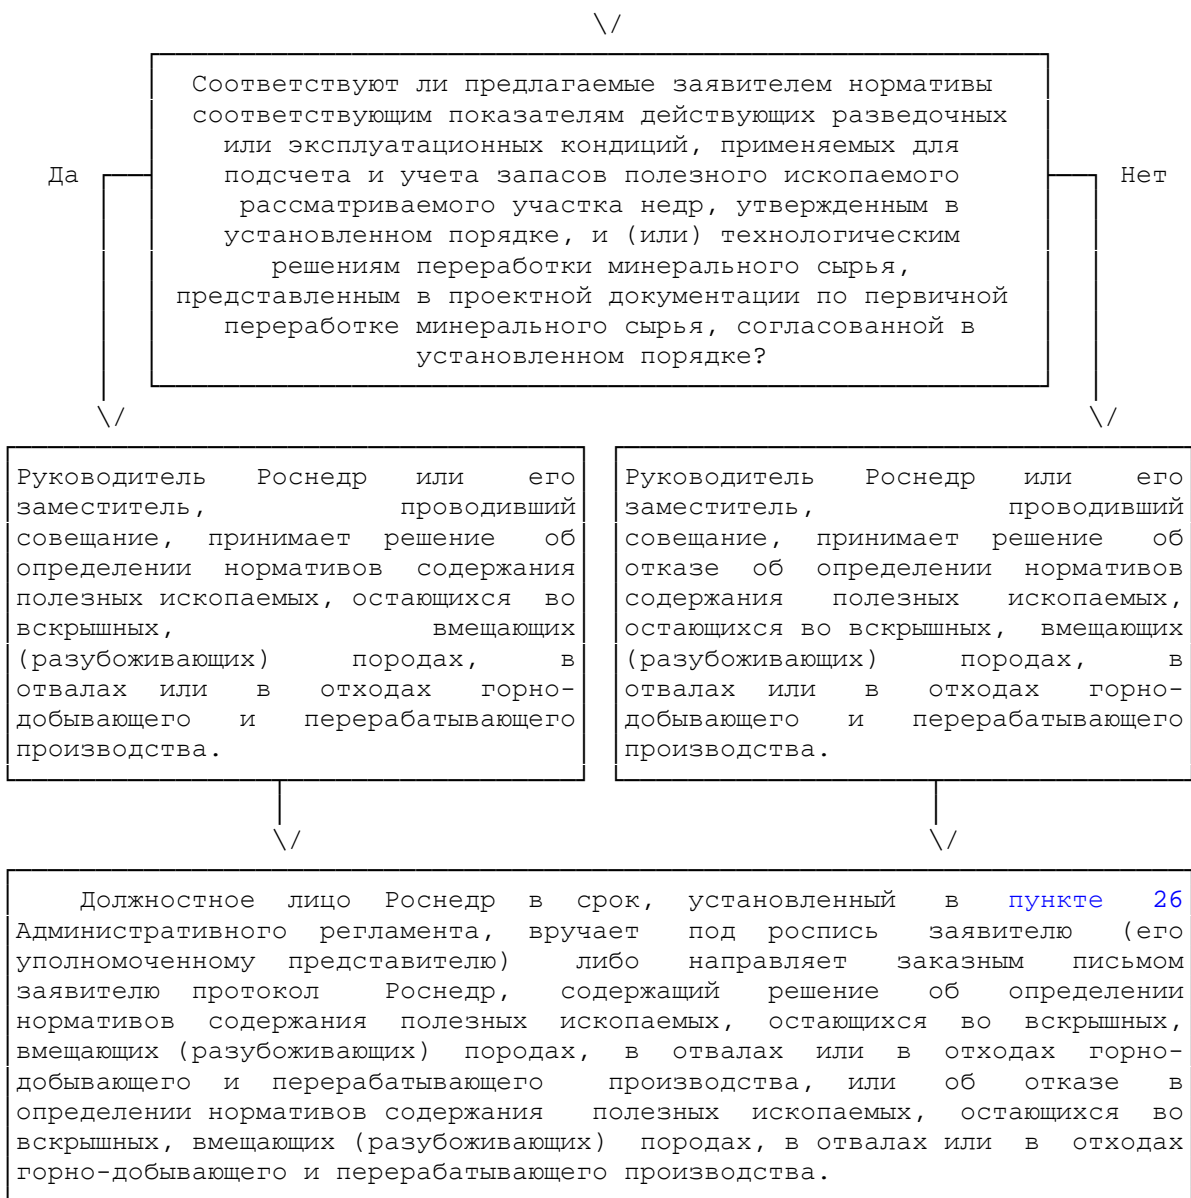 \/
Соответствуют ли предлагаемые заявителем нормативы
соответствующим показателям действующих разведочных
или эксплуатационных кондиций, применяемых для
Да
подсчета и учета запасов полезного ископаемого
Нет
рассматриваемого участка недр, утвержденным в
установленном порядке, и (или) технологическим
решениям переработки минерального сырья,
представленным в проектной документации по первичной
переработке минерального сырья, согласованной в
установленном порядке?
\/
\/
Руководитель Роснедр или его
заместитель, проводивший
совещание, принимает решение об
определении нормативов содержания
полезных ископаемых, остающихся во
вскрышных, вмещающих
(разубоживающих) породах, в
отвалах или в отходах горно-
добывающего и перерабатывающего
производства.
Руководитель Роснедр или его
заместитель, проводивший
совещание, принимает решение об
отказе об определении нормативов
содержания полезных ископаемых,
остающихся во вскрышных, вмещающих
(разубоживающих) породах, в
отвалах или в отходах горно-
добывающего и перерабатывающего
производства.
\/
\/
Должностное лицо Роснедр в срок, установленный в пункте 26
Административного регламента, вручает под роспись заявителю (его
уполномоченному представителю) либо направляет заказным письмом
заявителю протокол Роснедр, содержащий решение об определении
нормативов содержания полезных ископаемых, остающихся во вскрышных,
вмещающих (разубоживающих) породах, в отвалах или в отходах горно-
добывающего и перерабатывающего производства, или об отказе в
определении нормативов содержания полезных ископаемых, остающихся во
вскрышных, вмещающих (разубоживающих) породах, в отвалах или в отходах
горно-добывающего и перерабатывающего производства.